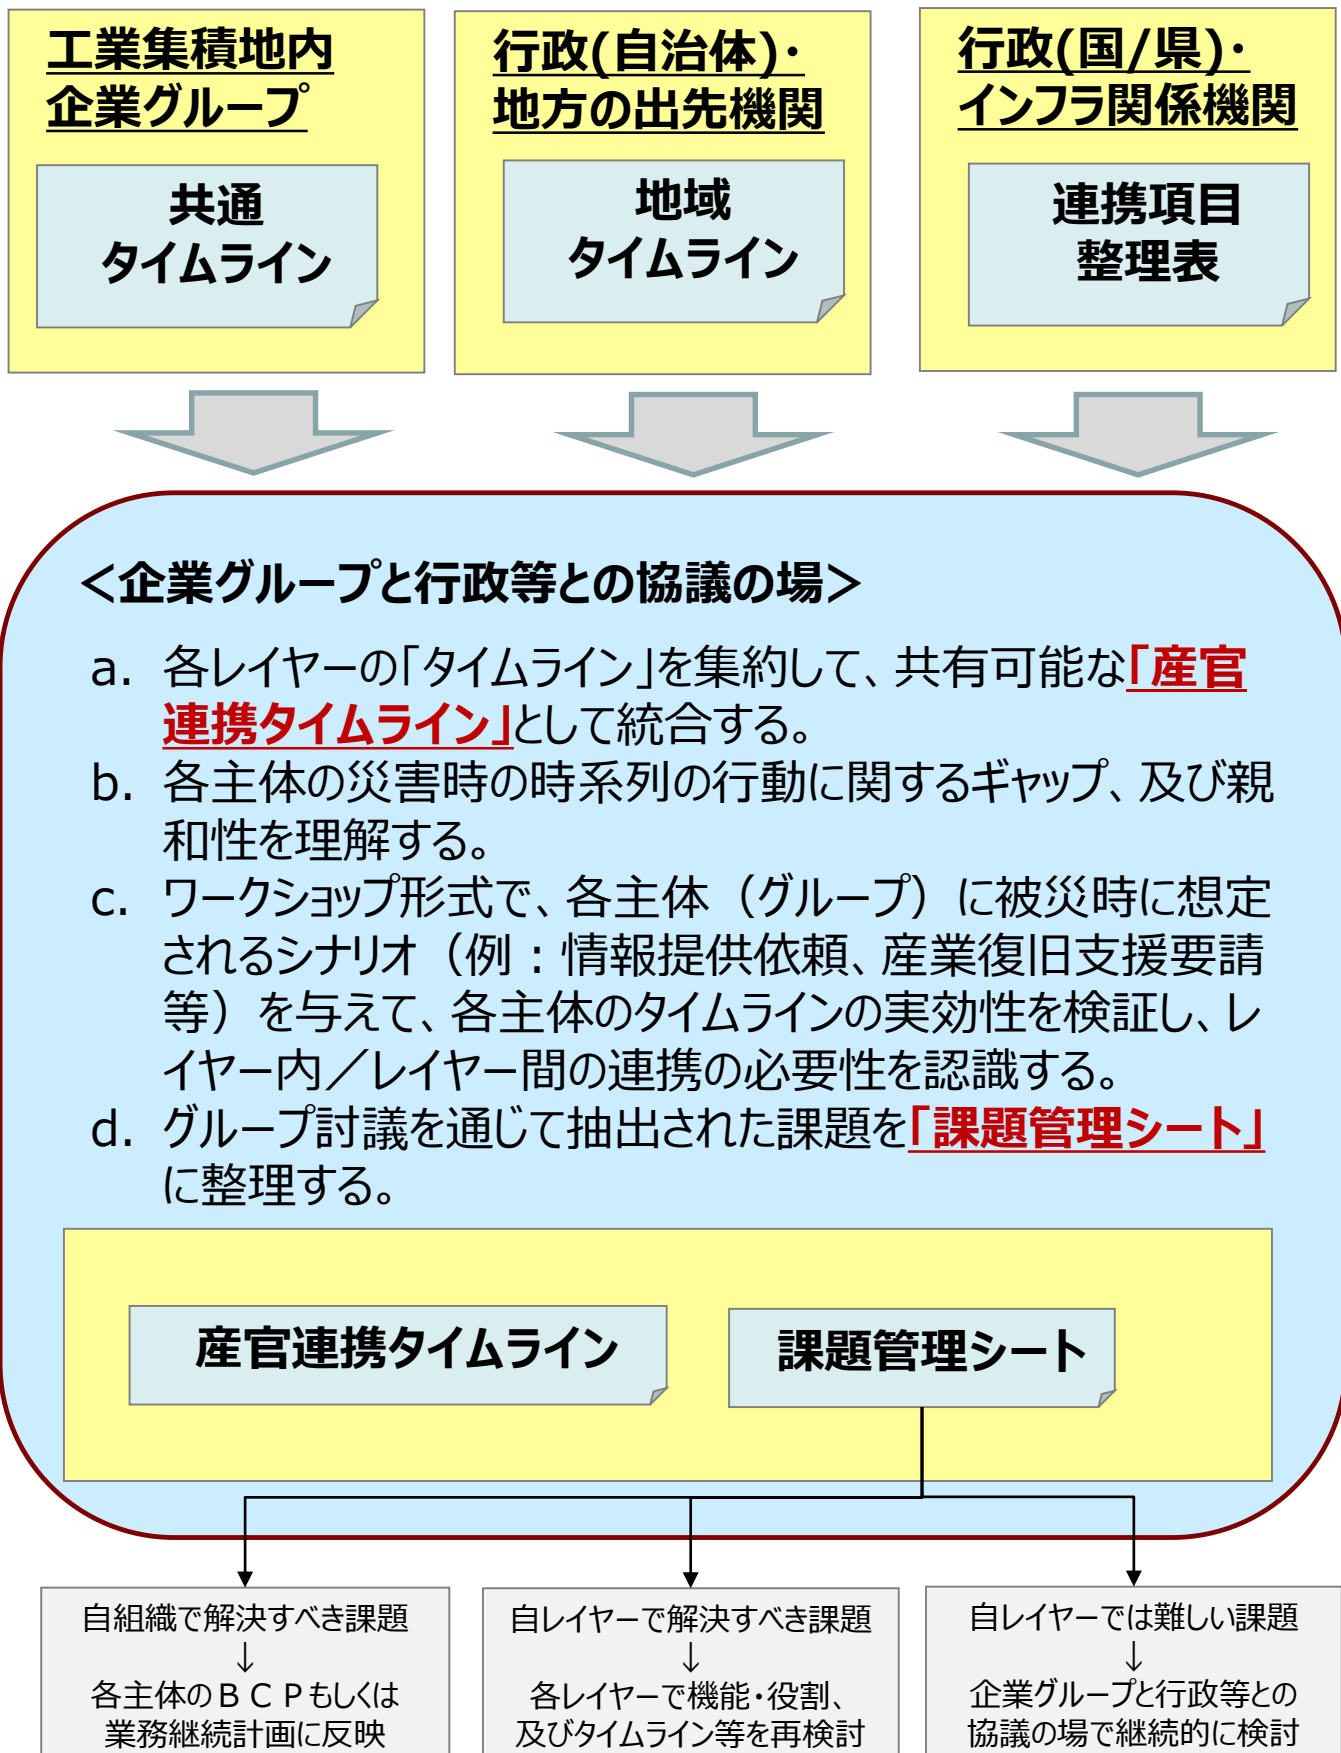 工業集積地内
企業グループ
共通
タイムライン
行政(自治体)・
地方の出先機関
地域
タイムライン
行政(国/県)・
インフラ関係機関
連携項目
整理表
＜企業グループと行政等との協議の場＞
a. 各レイヤーの「タイムライン」を集約して、共有可能な「産官
連携タイムライン」として統合する。
b. 各主体の災害時の時系列の行動に関するギャップ、及び親
和性を理解する。
c. ワークショップ形式で、各主体（グループ）に被災時に想定
されるシナリオ（例：情報提供依頼、産業復旧支援要請
等）を与えて、各主体のタイムラインの実効性を検証し、レ
イヤー内／レイヤー間の連携の必要性を認識する。
d. グループ討議を通じて抽出された課題を「課題管理シート」
に整理する。
産官連携タイムライン
課題管理シート
自組織で解決すべき課題
↓
各主体のＢＣＰもしくは
業務継続計画に反映
自レイヤーで解決すべき課題
↓
各レイヤーで機能・役割、
及びタイムライン等を再検討
自レイヤーでは難しい課題
↓
企業グループと行政等との
協議の場で継続的に検討